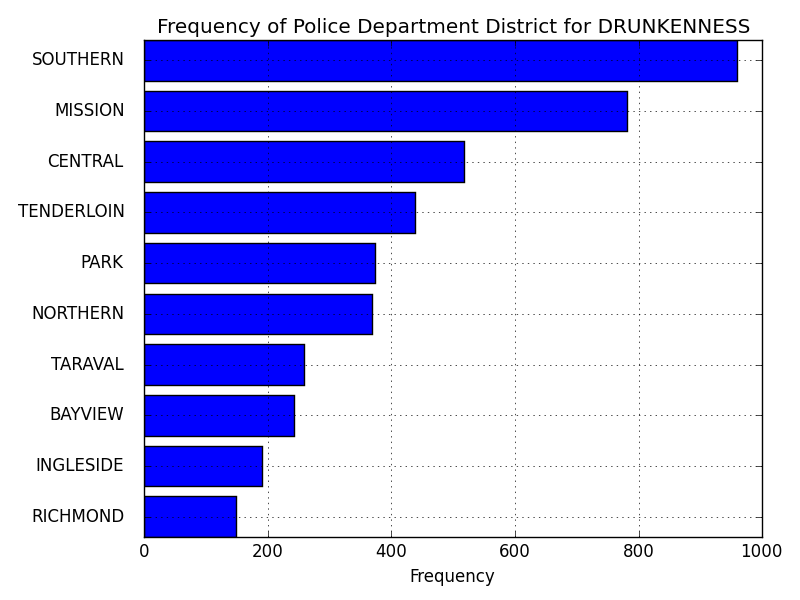 Frequency of Police Department District for DRUNKENNESS
SOUTHERN
MISSION
CENTRAL
TENDERLOIN
PARK
NORTHERN
TARAVAL
BAYVIEW
INGLESIDE
RICHMOND
0 200 400 600 800 1000
Frequency